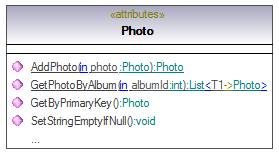 «attributes»
Photo
AddPhoto(in photo :Photo):Photo
GetPhotoByAlbum(in albumId:int):List<T1->Photo>
GetByPrimaryKey():Photo
SetStringEmptyIfNull():void
...